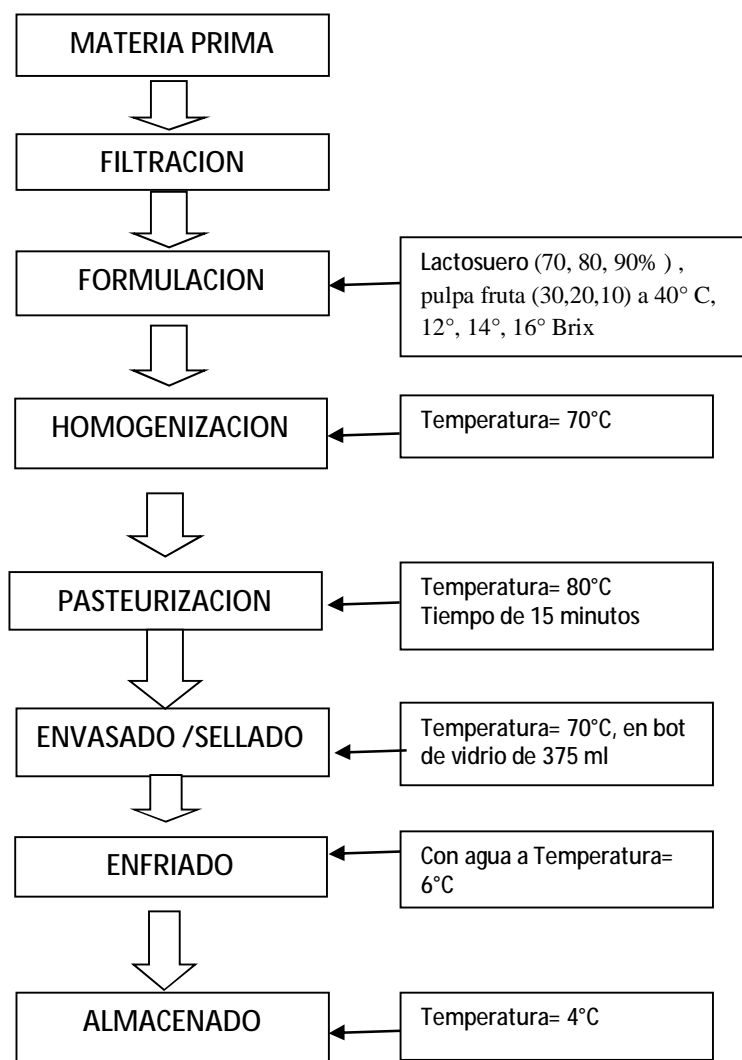 MATERIA PRIMA
FILTRACION
FORMULACION
Lactosuero (70, 80, 90% ) ,
pulpa fruta (30,20,10) a 40° C,
12°, 14°, 16° Brix
HOMOGENIZACION
Temperatura= 70°C
PASTEURIZACION
Temperatura= 80°C
Tiempo de 15 minutos
ENVASADO /SELLADO
Temperatura= 70°C, en bot
de vidrio de 375 ml
ENFRIADO
Con agua a Temperatura=
6°C
ALMACENADO
Temperatura= 4°C